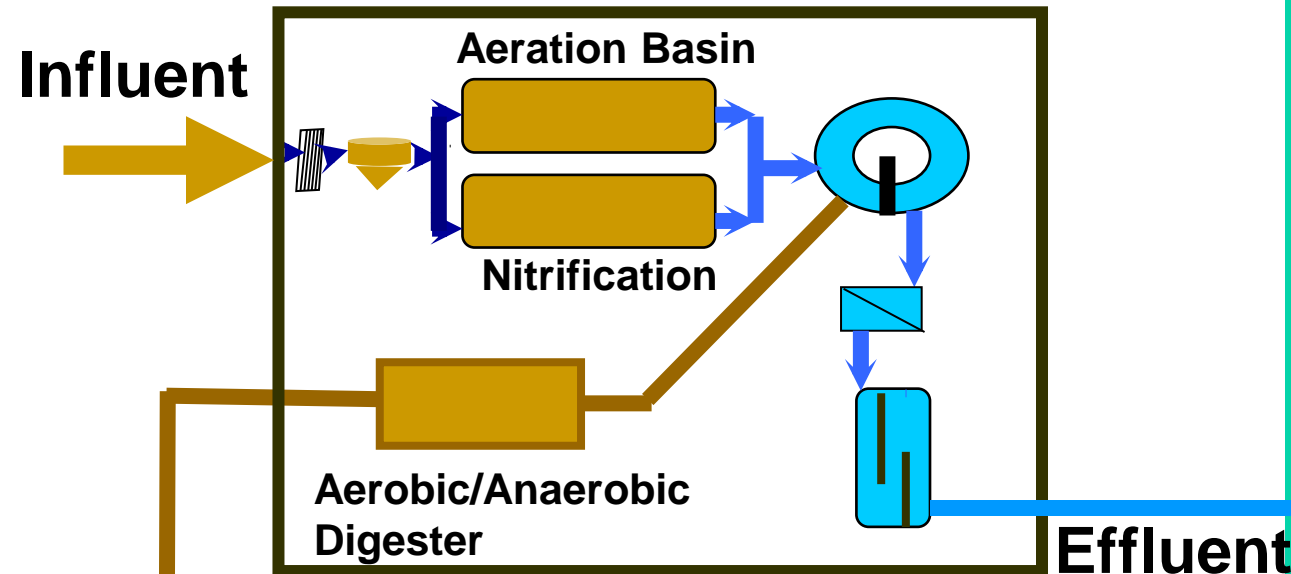 Aeration Basin
Influent
Nitrification
Aerobic/Anaerobic
Digester
Effluent